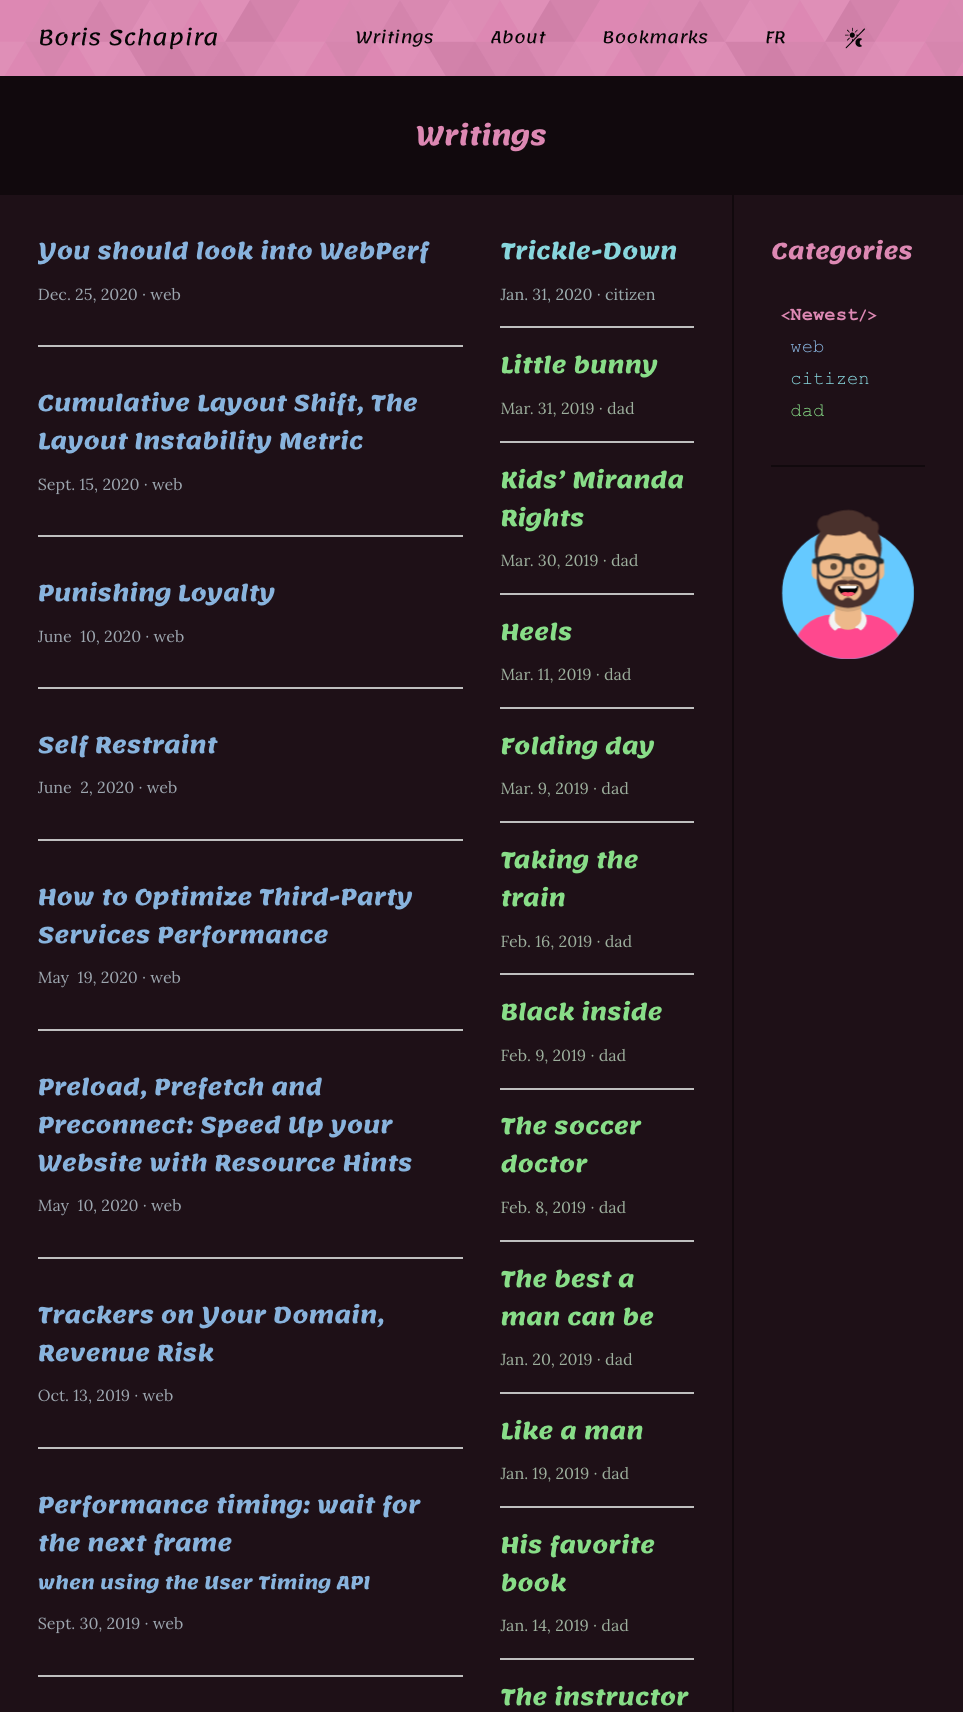 Boris Schapira
Writings
About
Bookmarks
FR
Writings
You should look into WebPerf
Dec. 25, 2020 · web
Cumulative Layout Shift, The
Layout Instability Metric
Sept. 15, 2020 · web
Punishing Loyalty
June 10, 2020 · web
Self Restraint
June 2, 2020 · web
How to Optimize Third-Party
Services Performance
May 19, 2020 · web
Preload, Prefetch and
Preconnect: Speed Up your
Website with Resource Hints
May 10, 2020 · web
Trackers on Your Domain,
Revenue Risk
Oct. 13, 2019 · web
Performance timing: wait for
the next frame
when using the User Timing API
Sept. 30, 2019 · web
Trickle-Down
Jan. 31, 2020 · citizen
Little bunny
Mar. 31, 2019 · dad
Kids’ Miranda
Rights
Mar. 30, 2019 · dad
Heels
Mar. 11, 2019 · dad
Folding day
Mar. 9, 2019 · dad
Taking the
train
Feb. 16, 2019 · dad
Black inside
Feb. 9, 2019 · dad
The soccer
doctor
Feb. 8, 2019 · dad
The best a
man can be
Jan. 20, 2019 · dad
Like a man
Jan. 19, 2019 · dad
His favorite
book
Jan. 14, 2019 · dad
The instructor
Categories
<Newest/>
web
citizen
dad